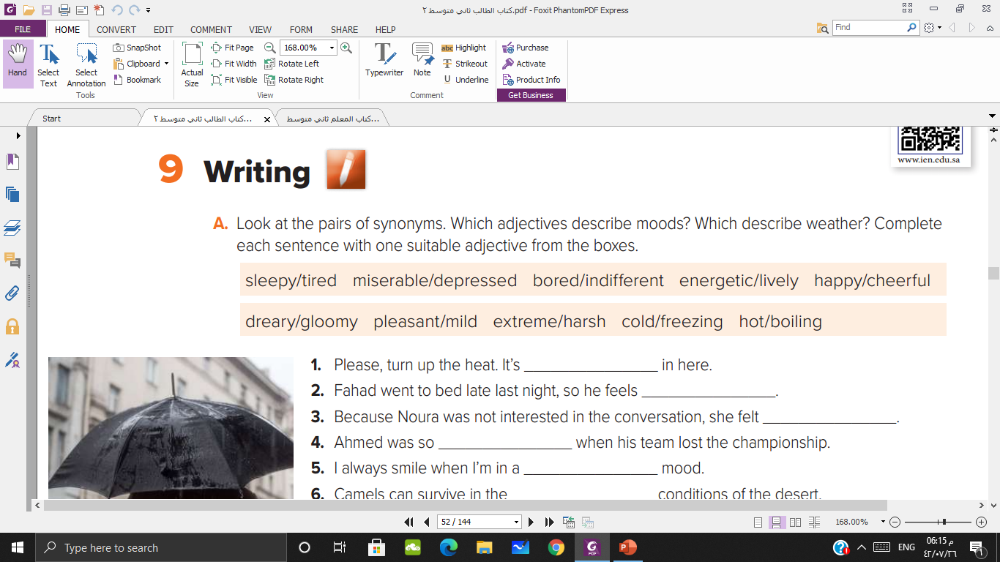 كتاب الطالب ثاني متوسط ٢.pdf - Foxit PhantomPDF Express
FILE HOME CONVERT EDIT COMMENT VIEW FORM SHARE HELP
Find
Hand
Select Text
Select Annotation
SnapShot
Clipboard
Bookmark
Tools
Actual Size
Fit Page
Fit Width
Fit Visible
168.00%
Rotate Left
Rotate Right
View
Typewriter
Note
Highlight
Strikeout
Underline
Comment
Purchase
Activate
Product Info
Get Business
Start
كتاب الطالب ثاني متوسط ٢...
كتاب المعلم ثاني متوسط...
www.ien.edu.sa
9 Writing
A. Look at the pairs of synonyms. Which adjectives describe moods? Which describe weather? Complete
each sentence with one suitable adjective from the boxes.
sleepy/tired miserable/depressed bored/indifferent energetic/lively happy/cheerful
dreary/gloomy pleasant/mild extreme/harsh cold/freezing hot/boiling
1. Please, turn up the heat. It's ________________ in here.
2. Fahad went to bed late last night, so he feels ________________.
3. Because Noura was not interested in the conversation, she felt ________________.
4. Ahmed was so ________________ when his team lost the championship.
5. I always smile when I'm in a ________________ mood.
6. Camels can survive in the ________________ conditions of the desert.
52 / 144
168.00%
Type here to search
PDF
ENG
06:15 م
٤٢/٠٧/٢٦
1